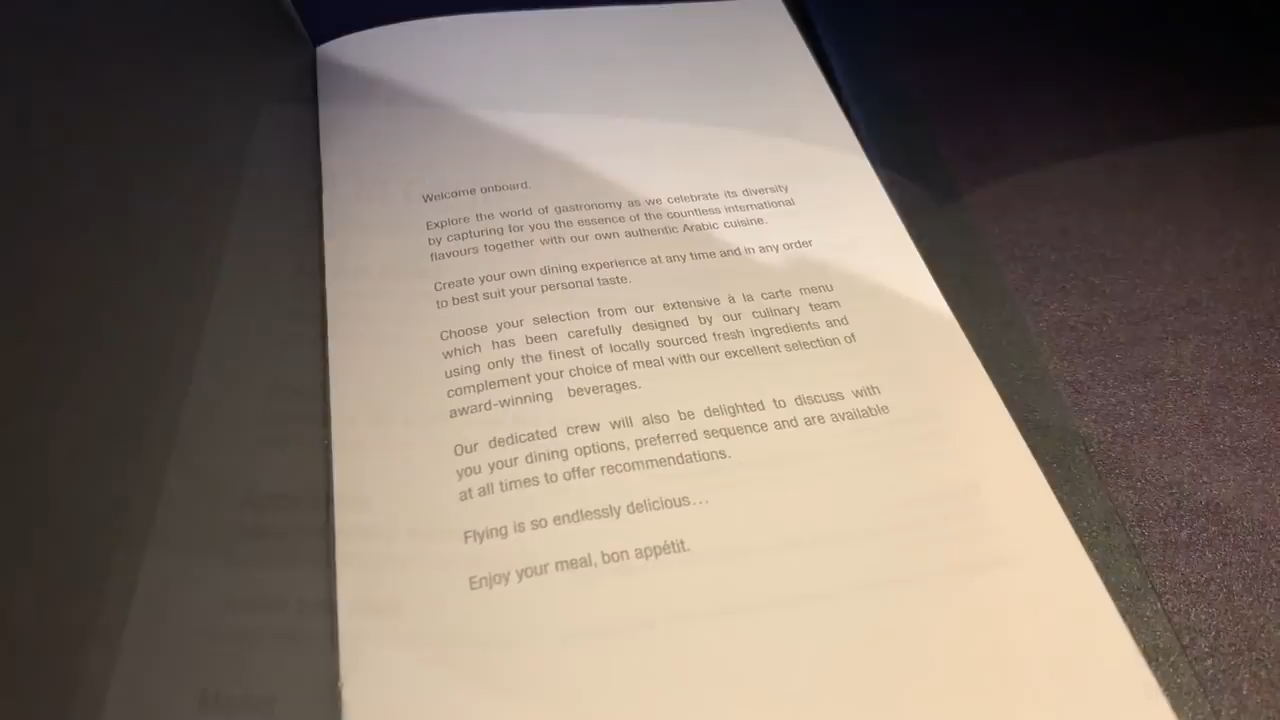 Welcome onboard.
Explore the world of gastronomy as we celebrate its diversity
by capturing for you the essence of the countless international
flavours together with our own authentic Arabic cuisine.
Create your own dining experience at any time and in any order
to best suit your personal taste.
Choose your selection from our extensive à la carte menu
which has been carefully designed by our culinary team
using only the finest of locally sourced fresh ingredients and
complement your choice of meal with our excellent selection of
award-winning beverages.
Our dedicated crew will also be delighted to discuss with
you your dining options, preferred sequence and are available
at all times to offer recommendations.
Flying is so endlessly delicious...
Enjoy your meal, bon appétit.